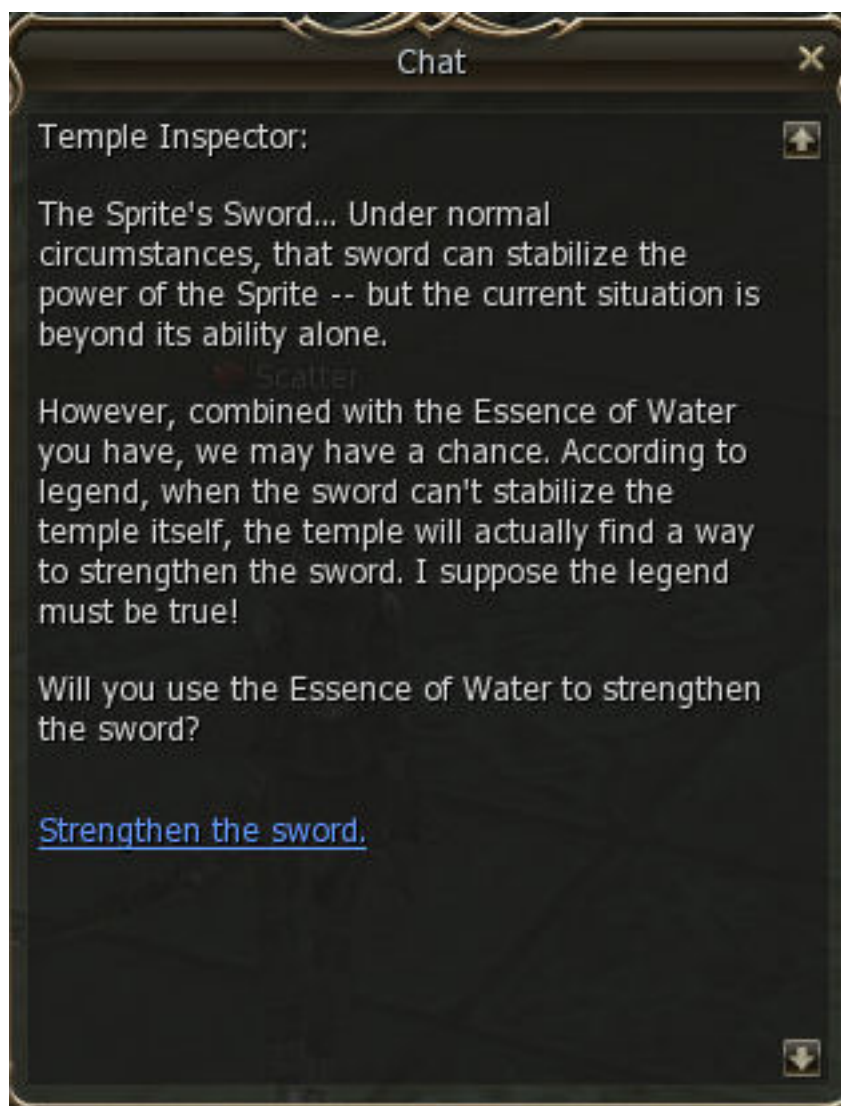 Chat
Temple Inspector:
The Sprite's Sword... Under normal
circumstances, that sword can stabilize the
power of the Sprite -- but the current situation is
beyond its ability alone.
Scatter
However, combined with the Essence of Water
you have, we may have a chance. According to
legend, when the sword can't stabilize the
temple itself, the temple will actually find a way
to strengthen the sword. I suppose the legend
must be true!
Will you use the Essence of Water to strengthen
the sword?
Strengthen the sword.